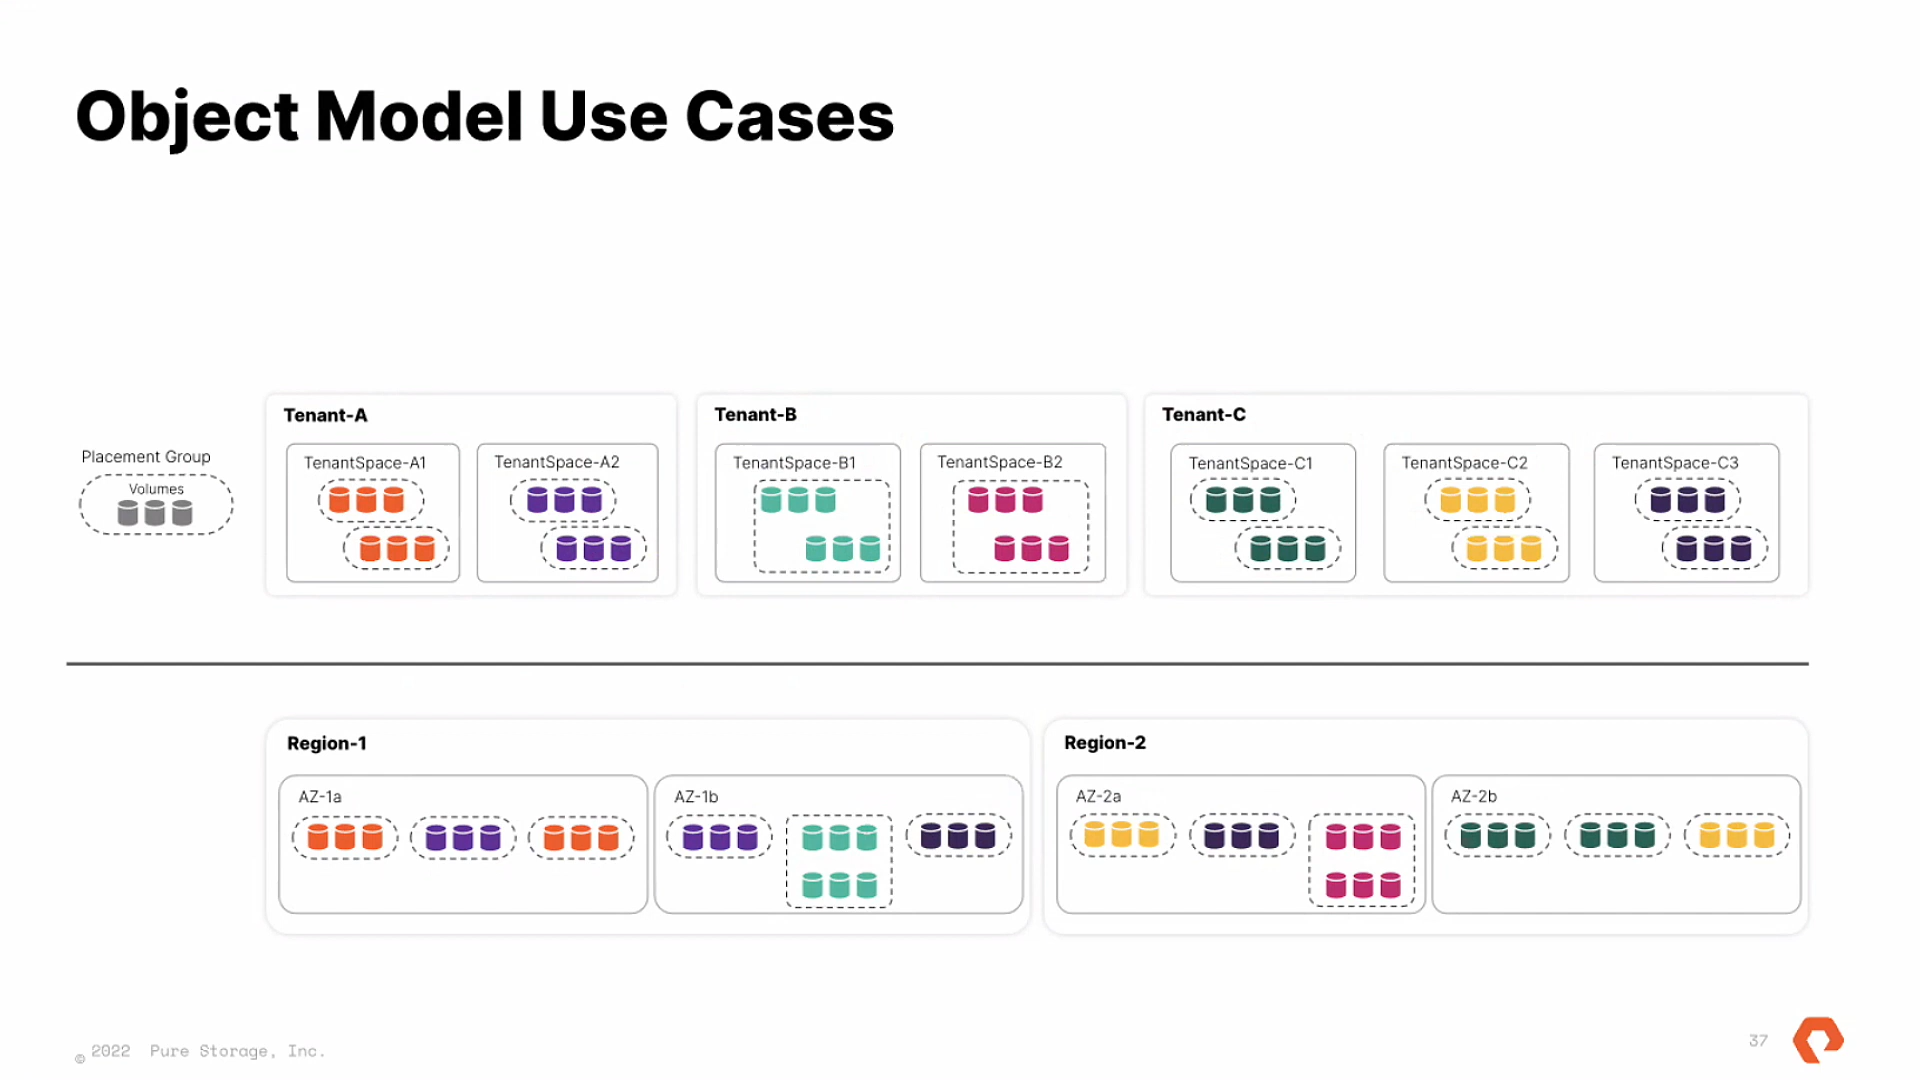 Object Model Use Cases
Placement Group
Volumes
Tenant-A
TenantSpace-A1
TenantSpace-A2
Tenant-B
TenantSpace-B1
TenantSpace-B2
Tenant-C
TenantSpace-C1
TenantSpace-C2
TenantSpace-C3
Region-1
AZ-1a
AZ-1b
Region-2
AZ-2a
AZ-2b
© 2022 Pure Storage, Inc.
37